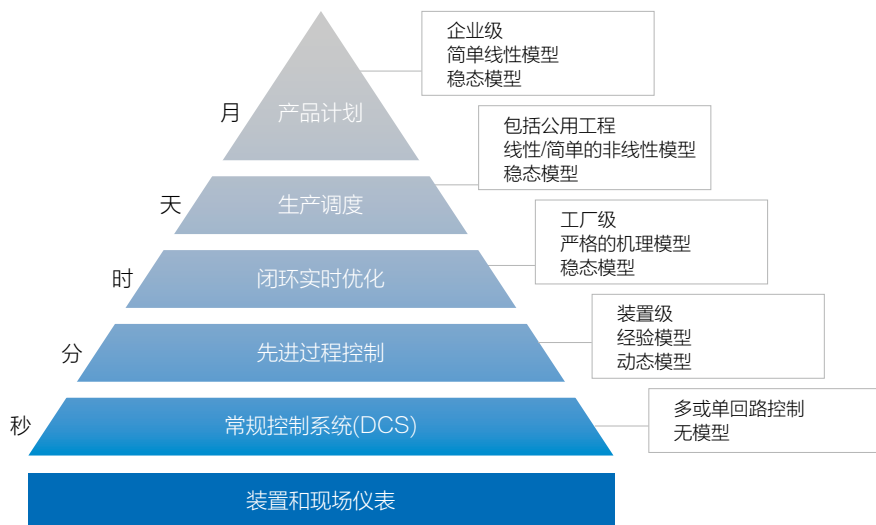 企业级
简单线性模型
稳态模型
月
产品计划
包括公用工程
线性/简单的非线性模型
稳态模型
天
生产调度
工厂级
严格的机理模型
稳态模型
时
闭环实时优化
装置级
经验模型
动态模型
分
先进过程控制
多或单回路控制
无模型
秒
常规控制系统(DCS)
装置和现场仪表